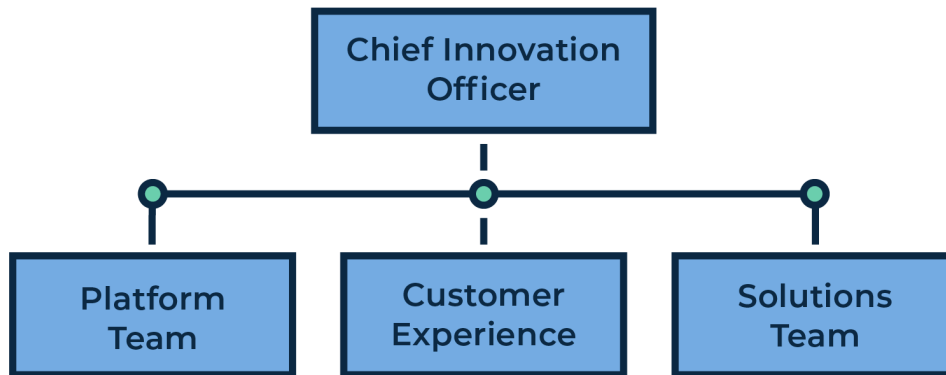 Chief Innovation
Officer
Platform
Team
Customer
Experience
Solutions
Team